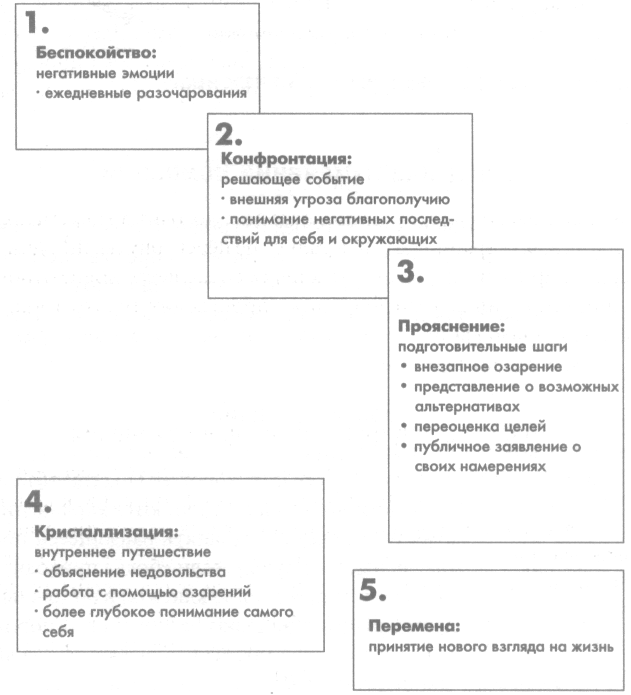 1.
Беспокойство:
негативные эмоции
· ежедневные разочарования
2.
Конфронтация:
решающее событие
· внешняя угроза благополучию
· понимание негативных послед-
ствий для себя и окружающих
3.
Прояснение:
подготовительные шаги
• внезапное озарение
• представление о возможных
альтернативах
• переоценка целей
• публичное заявление о
своих намерениях
4.
Кристаллизация:
внутреннее путешествие
· объяснение недовольства
· работа с помощью озарений
· более глубокое понимание самого
себя
5.
Перемена:
принятие нового взгляда на жизнь